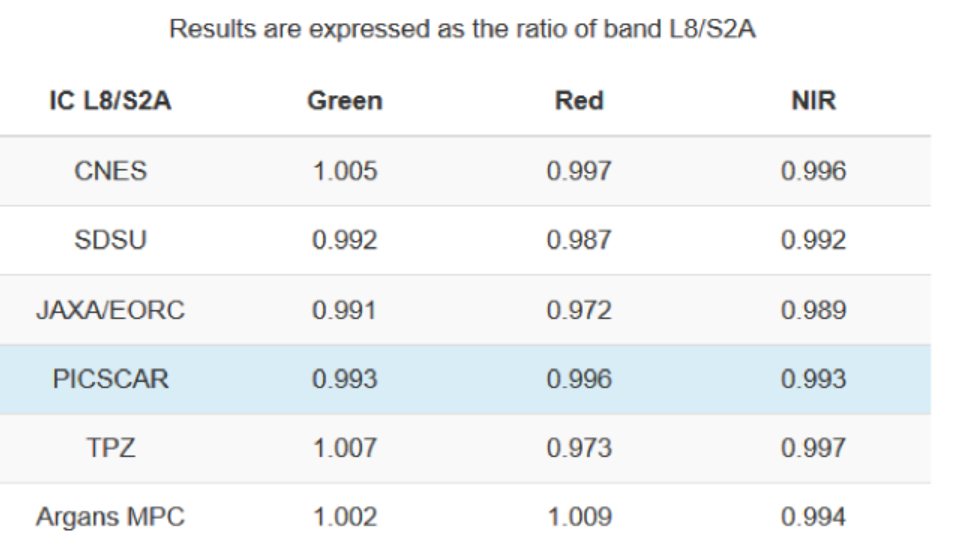 Results are expressed as the ratio of band L8/S2A
IC L8/S2A Green Red NIR
CNES 1.005 0.997 0.996
SDSU 0.992 0.987 0.992
JAXA/EORC 0.991 0.972 0.989
PICSCAR 0.993 0.996 0.993
TPZ 1.007 0.973 0.997
Argans MPC 1.002 1.009 0.994